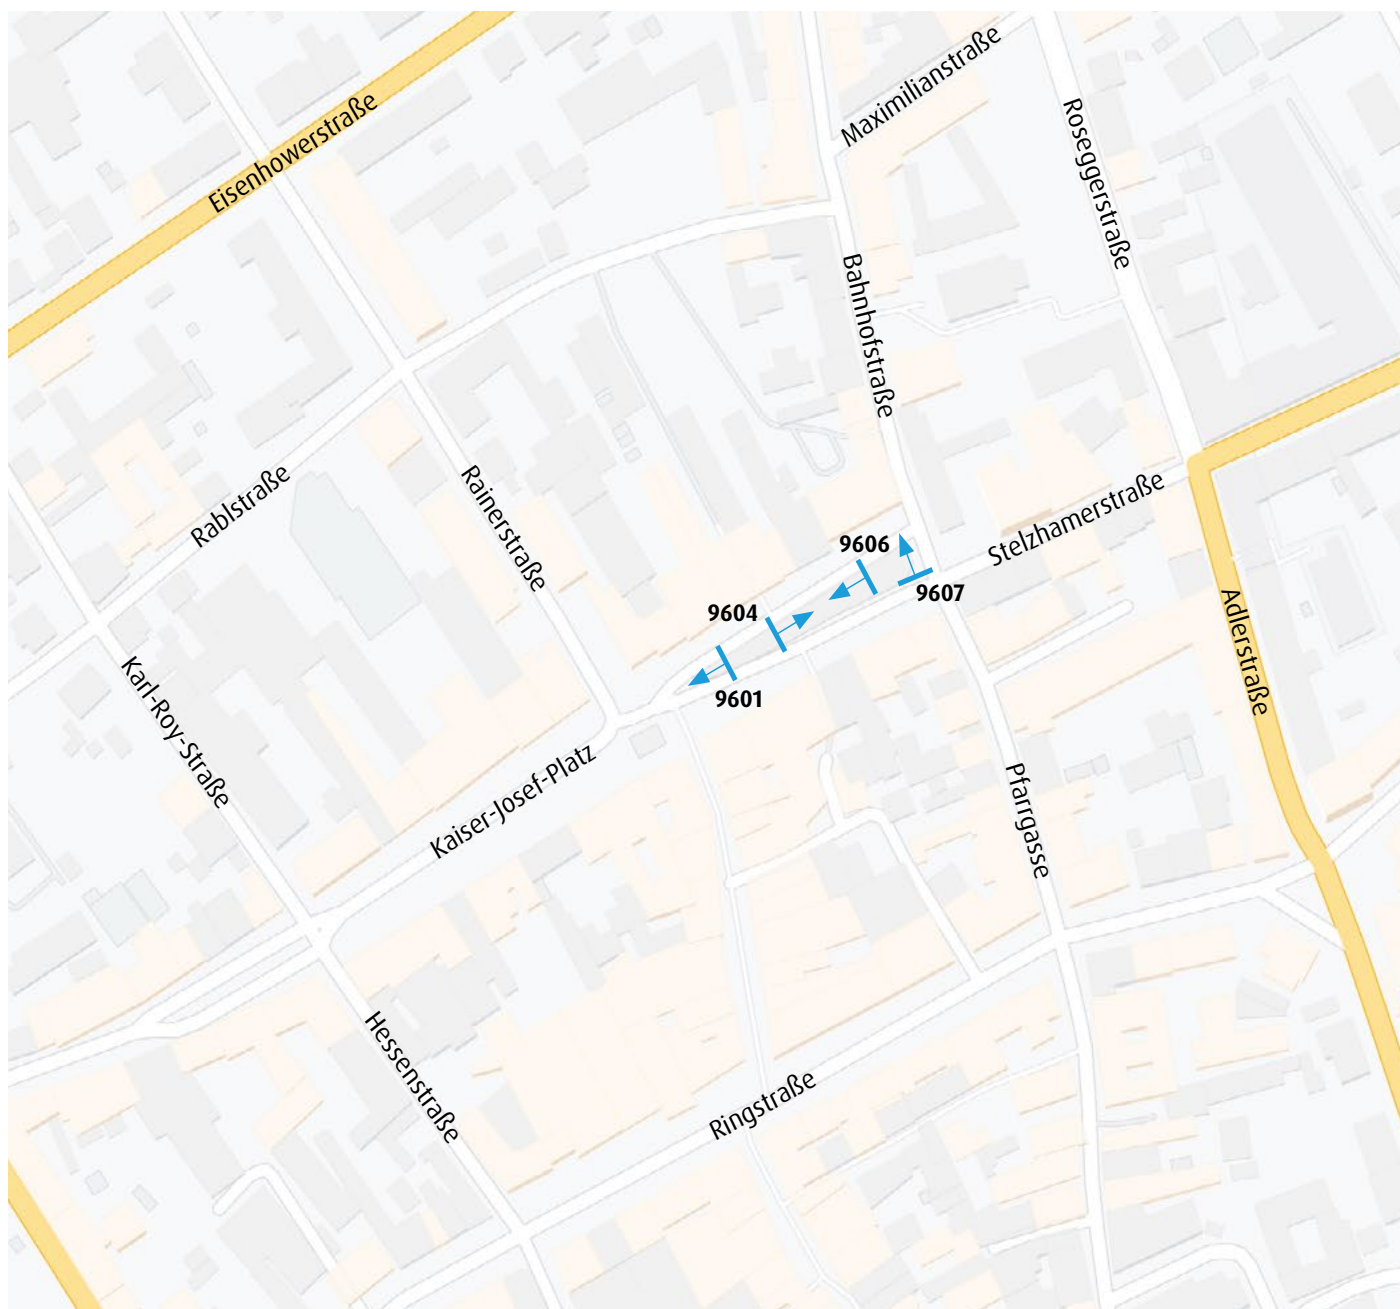 Maximilianstraße
Eisenhowerstraße
Roseggerstraße
Bahnhofstraße
Rablstraße
Rainerstraße
Stelzhamerstraße
9606
9607
9604
9601
Adlerstraße
Karl-Roy-Straße
Kaiser-Josef-Platz
Pfarrgasse
Hessenstraße
Ringstraße